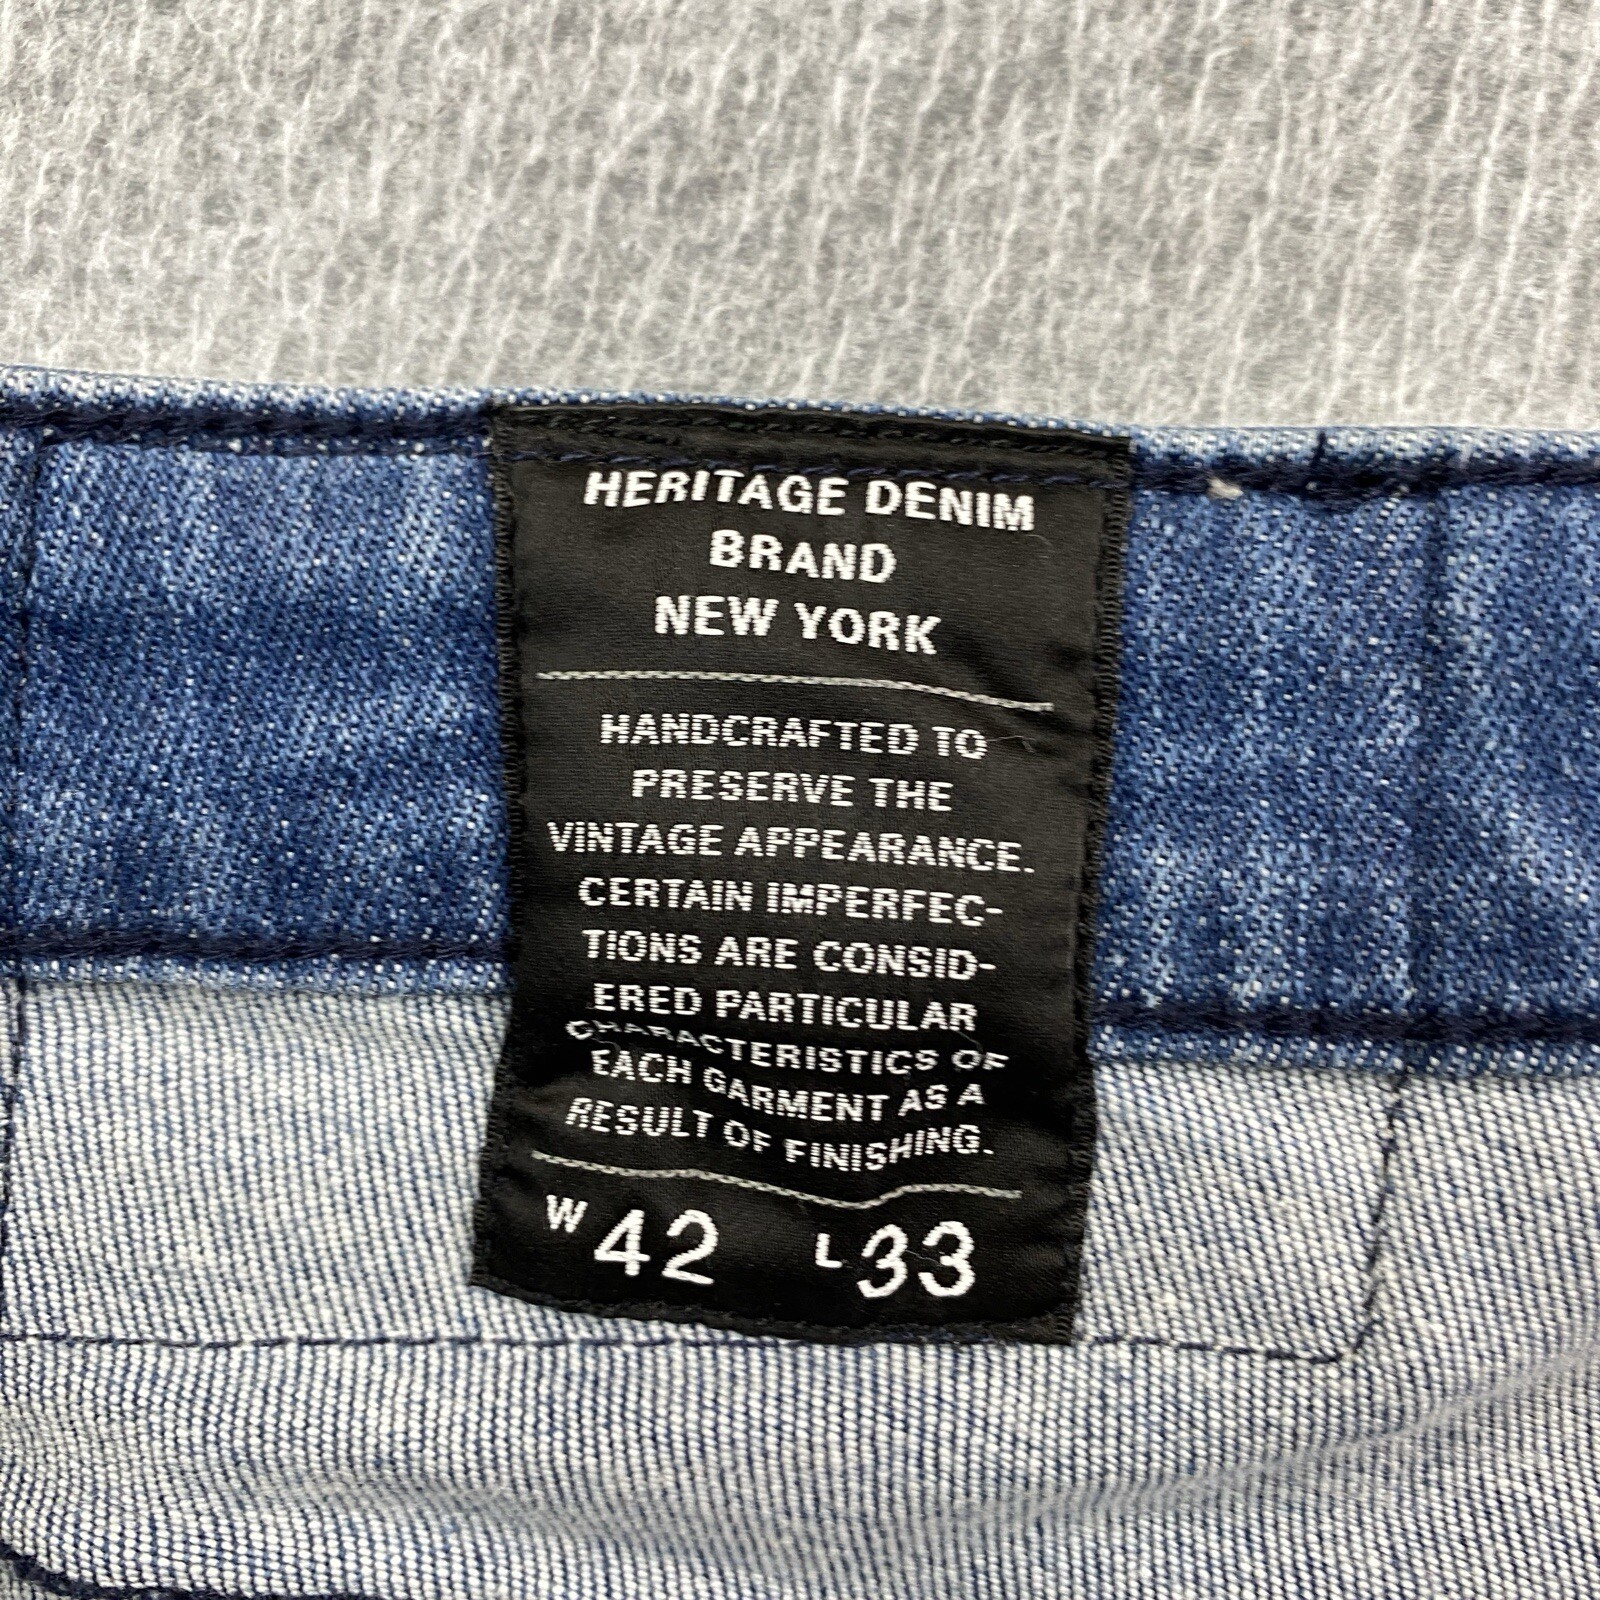 HERITAGE DENIM
BRAND
NEW YORK
HANDCRAFTED TO
PRESERVE THE
VINTAGE APPEARANCE.
CERTAIN IMPERFEC-
TIONS ARE CONSID-
ERED PARTICULAR
CHARACTERISTICS OF
EACH GARMENT AS A
RESULT OF FINISHING.
W 42 L 33